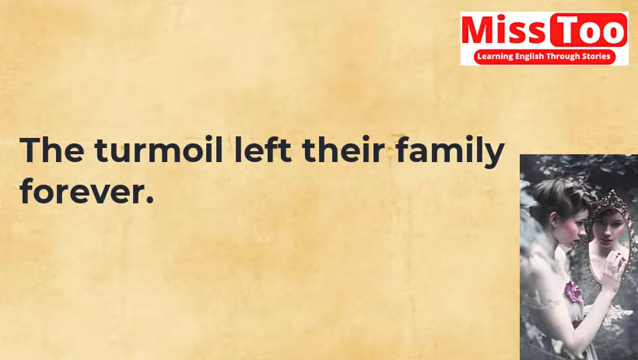 Miss Too
Learning English Through Stories
The turmoil left their family
forever.